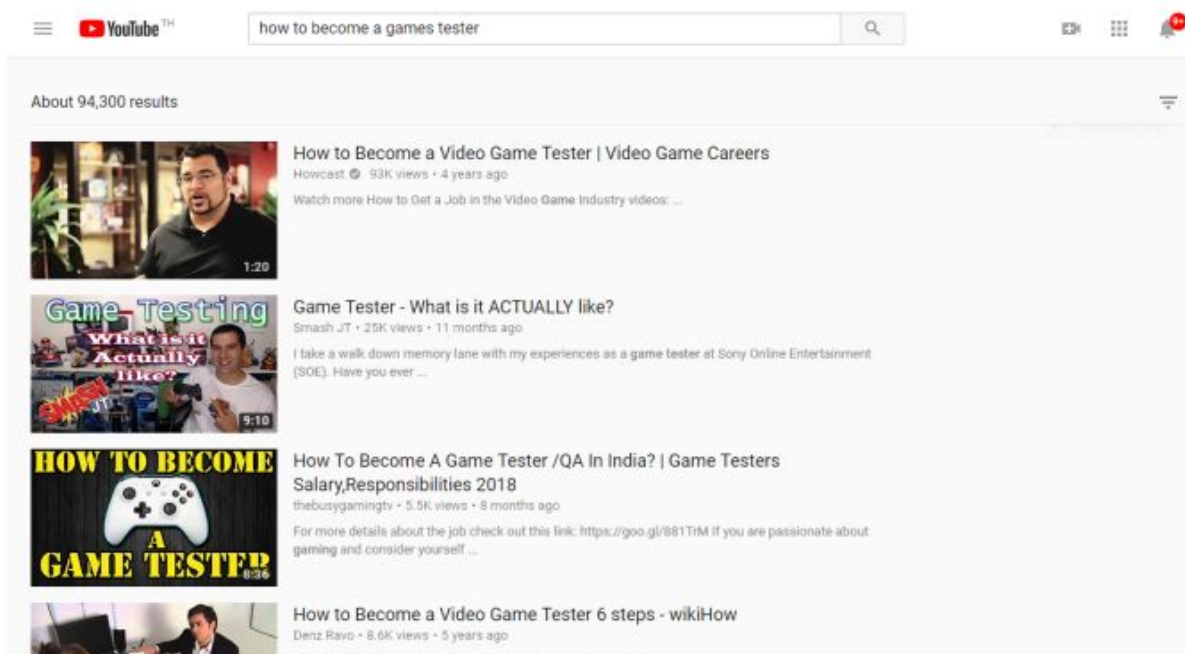 YouTube TH
how to become a games tester
9+
About 94,300 results
How to Become a Video Game Tester | Video Game Careers
Howcast 93K views • 4 years ago
Watch more How to Get a Job in the Video Game Industry videos: ...
1:20
Game Testing
What is it
Actually
like?
SMASH
JT
9:10
Game Tester - What is it ACTUALLY like?
Smash JT • 25K views • 11 months ago
I take a walk down memory lane with my experiences as a game tester at Sony Online Entertainment
(SOE). Have you ever ...
HOW TO BECOME
A
GAME TESTER
8:36
How To Become A Game Tester /QA In India? | Game Testers
Salary,Responsibilities 2018
thebusygamingtv • 5.5K views • 8 months ago
For more details about the job check out this link: https://goo.gl/881TrM If you are passionate about
gaming and consider yourself ...
How to Become a Video Game Tester 6 steps - wikiHow
Denz Ravo • 8.6K views • 5 years ago